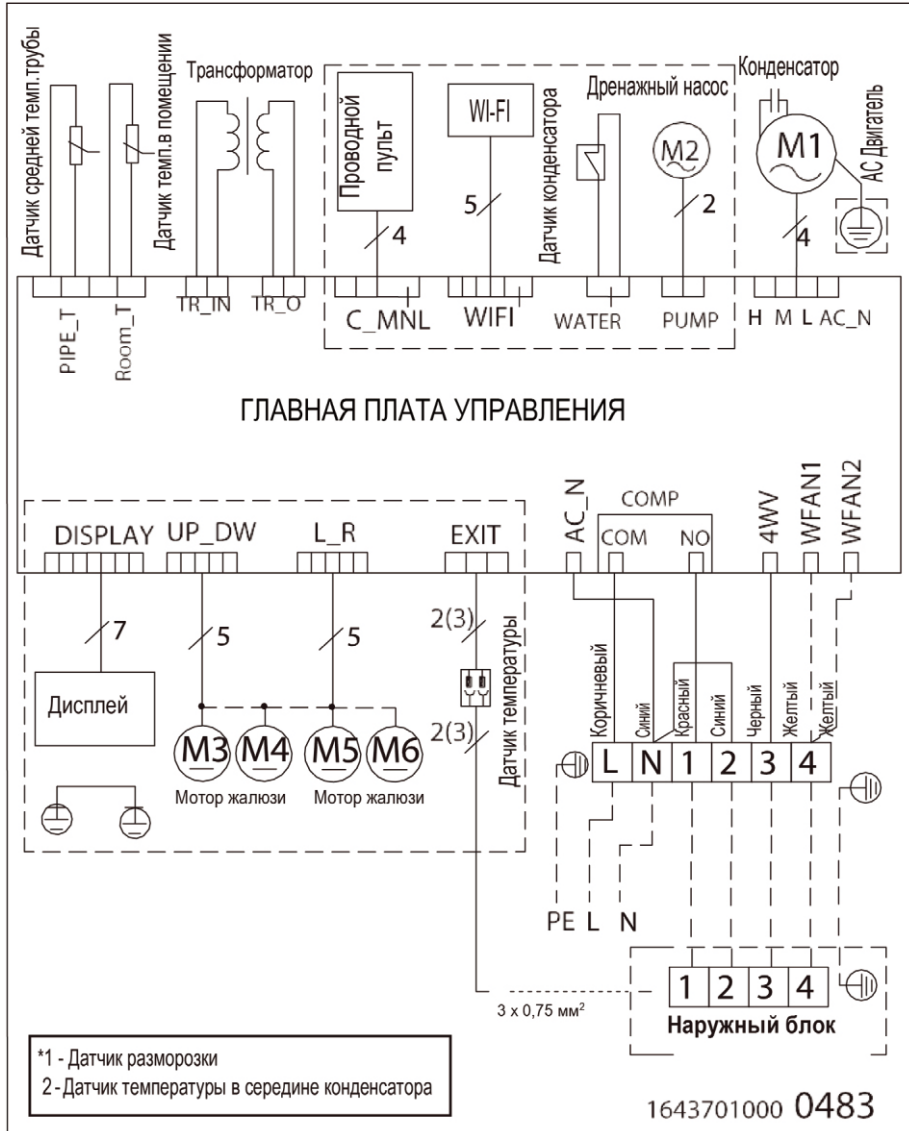 Датчик средней темп.трубы
Датчик темп.в помещении
Трансформатор
Проводной
пульт
WI-FI
Датчик конденсатора
Дренажный насос
M2
Конденсатор
M1
АС Двигатель
4
5
2
4
PIPE_T
Room_T
TR_IN
TR_O
C_MNL
WIFI
WATER
PUMP
H M L AC_N
ГЛАВНАЯ ПЛАТА УПРАВЛЕНИЯ
DISPLAY
UP_DW
L_R
EXIT
AC_N
COMP
COM
NO
4WV
WFAN1
WFAN2
7
5
5
2(3)
2(3)
Датчик температуры
Дисплей
M3
M4
M5
M6
Мотор жалюзи
Мотор жалюзи
Коричневый
Синий
Красный
Синий
Черный
Желтый
Желтый
L N 1 2 3 4
PE L N
1 2 3 4
3 x 0,75 мм²
Наружный блок
*1 - Датчик разморозки
2 - Датчик температуры в середине конденсатора
1643701000 0483